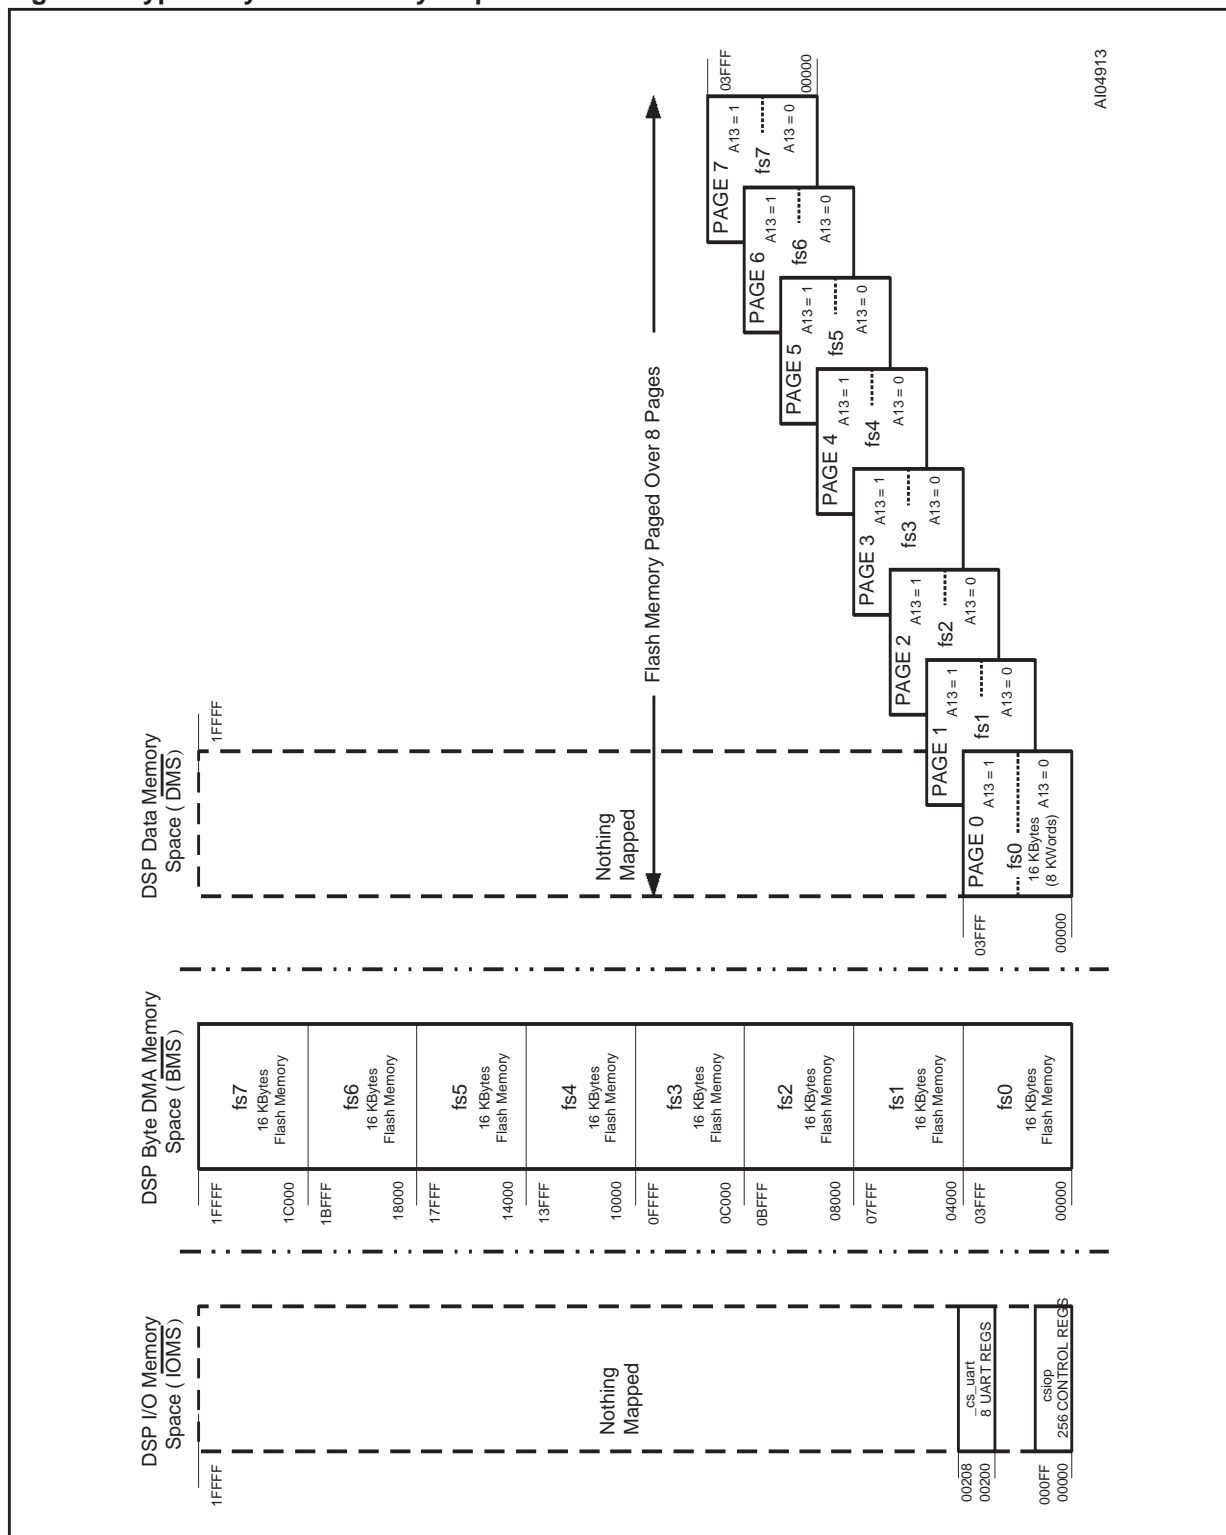 DSP I/O Memory
Space ( IOMS)
1FFFF
Nothing
Mapped
00208
00200
_cs_uart
8 UART REGS
000FF
00000
csiop
256 CONTROL REGS
DSP Byte DMA Memory
Space ( BMS)
1FFFF
fs7
16 KBytes
Flash Memory
1C000
1BFFF
fs6
16 KBytes
Flash Memory
18000
17FFF
fs5
16 KBytes
Flash Memory
14000
13FFF
fs4
16 KBytes
Flash Memory
10000
0FFFF
fs3
16 KBytes
Flash Memory
0C000
0BFFF
fs2
16 KBytes
Flash Memory
08000
07FFF
fs1
16 KBytes
Flash Memory
04000
03FFF
fs0
16 KBytes
Flash Memory
00000
DSP Data Memory
Space ( DMS)
1FFFF
Nothing
Mapped
Flash Memory Paged Over 8 Pages
03FFF
00000
PAGE 0
A13 = 1
fs0
16 KBytes
(8 KWords)
A13 = 0
PAGE 1
A13 = 1
fs1
A13 = 0
PAGE 2
A13 = 1
fs2
A13 = 0
PAGE 3
A13 = 1
fs3
A13 = 0
PAGE 4
A13 = 1
fs4
A13 = 0
PAGE 5
A13 = 1
fs5
A13 = 0
PAGE 6
A13 = 1
fs6
A13 = 0
PAGE 7
A13 = 1
fs7
A13 = 0
03FFF
00000
AI04913